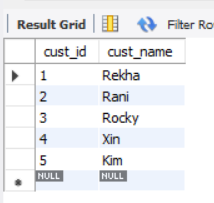 Result Grid Filter Ro
cust_id cust_name
1 Rekha
2 Rani
3 Rocky
4 Xin
5 Kim
NULL NULL